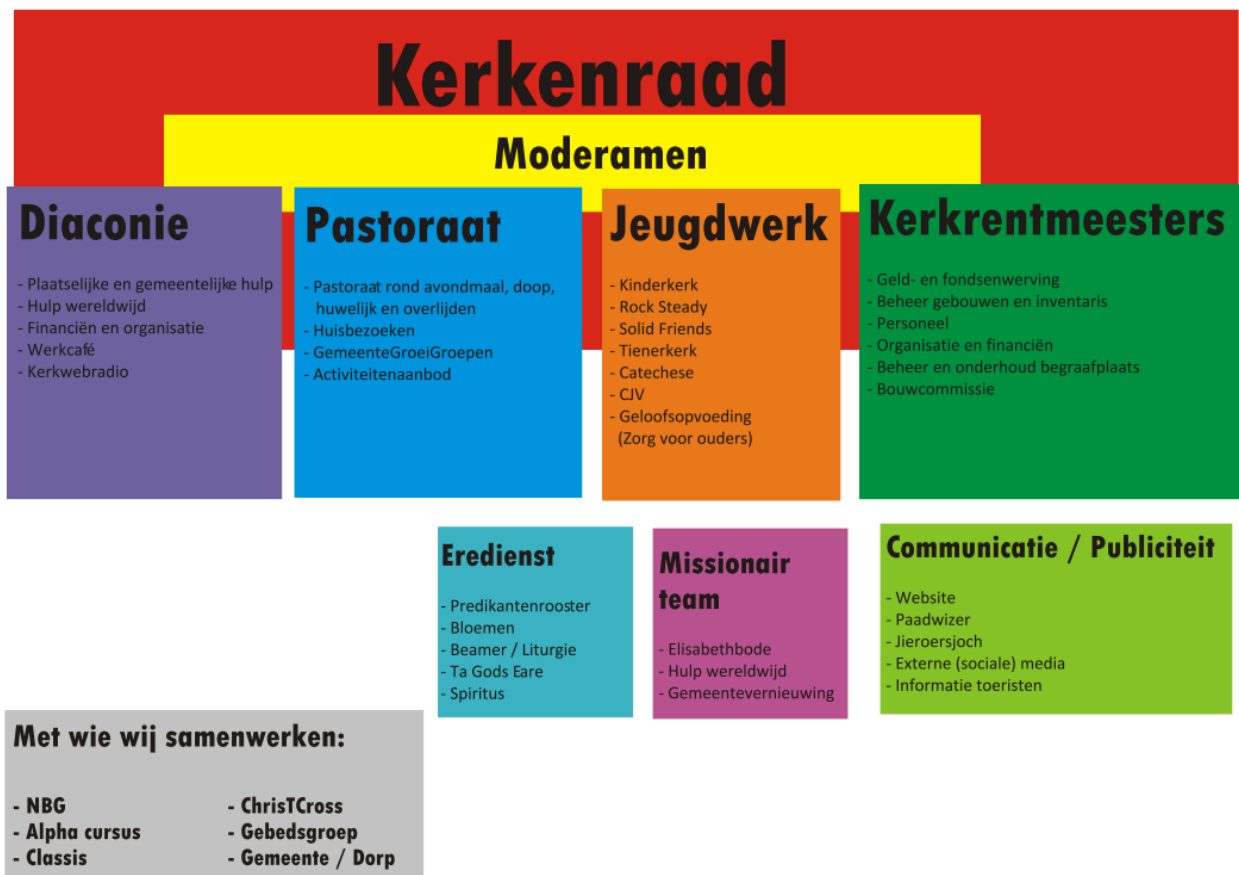 Kerkenraad
Moderamen
Diaconie
- Plaatselijke en gemeentelijke hulp
- Hulp wereldwijd
- Financiën en organisatie
- Werkcafé
- Kerkwebradio
Pastoraat
- Pastoraat rond avondmaal, doop,
huwelijk en overlijden
- Huisbezoeken
- GemeenteGroeiGroepen
- Activiteitenaanbod
Jeugdwerk
- Kinderkerk
- Rock Steady
- Solid Friends
- Tienerkerk
- Catechese
- CJV
- Geloofsopvoeding
(Zorg voor ouders)
Kerkrentmeesters
- Geld- en fondsenwerving
- Beheer gebouwen en inventaris
- Personeel
- Organisatie en financiën
- Beheer en onderhoud begraafplaats
- Bouwcommissie
Eredienst
- Predikantenrooster
- Bloemen
- Beamer / Liturgie
- Ta Gods Eare
- Spiritus
Missionair
team
- Elisabethbode
- Hulp wereldwijd
- Gemeentevernieuwing
Communicatie / Publiciteit
- Website
- Paadwizer
- Jieroersjoch
- Externe (sociale) media
- Informatie toeristen
Met wie wij samenwerken:
- NBG
- Alpha cursus
- Classis
- ChrisTCross
- Gebedsgroep
- Gemeente / Dorp